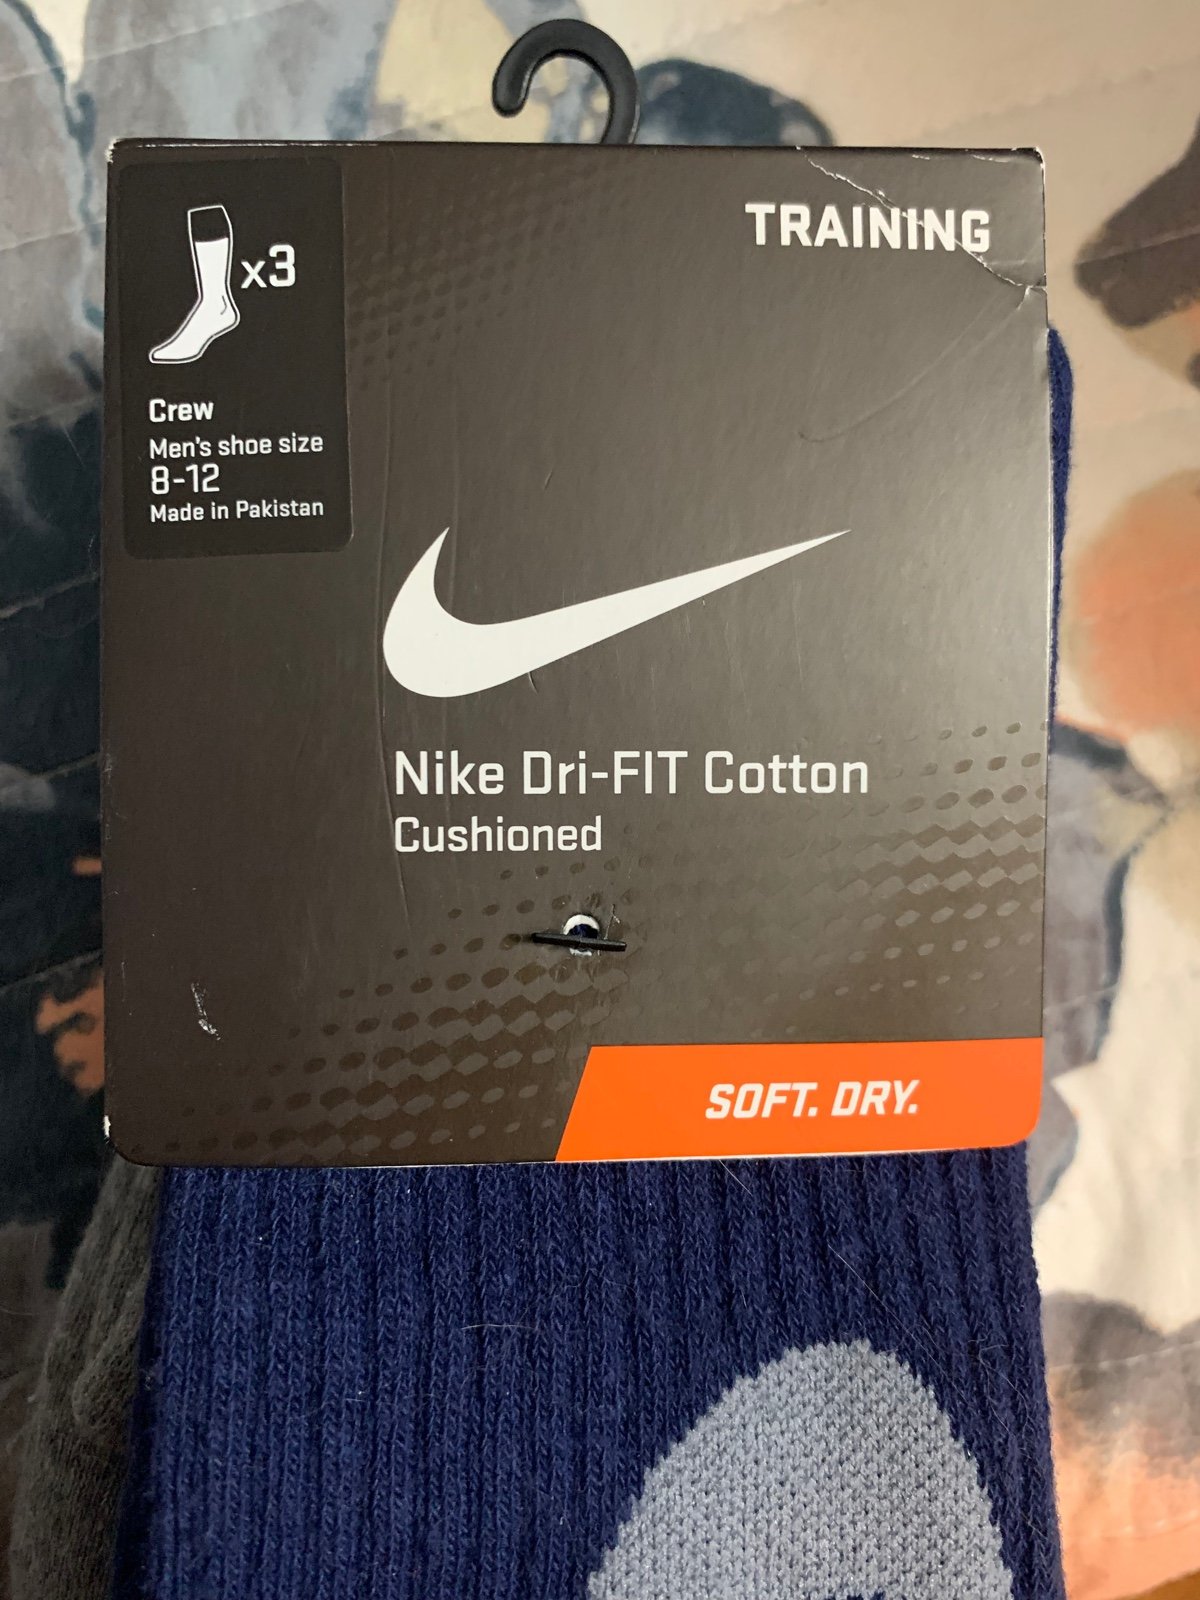 TRAINING
x3
Crew
Men's shoe size
8-12
Made in Pakistan
Nike Dri-FIT Cotton
Cushioned
SOFT. DRY.